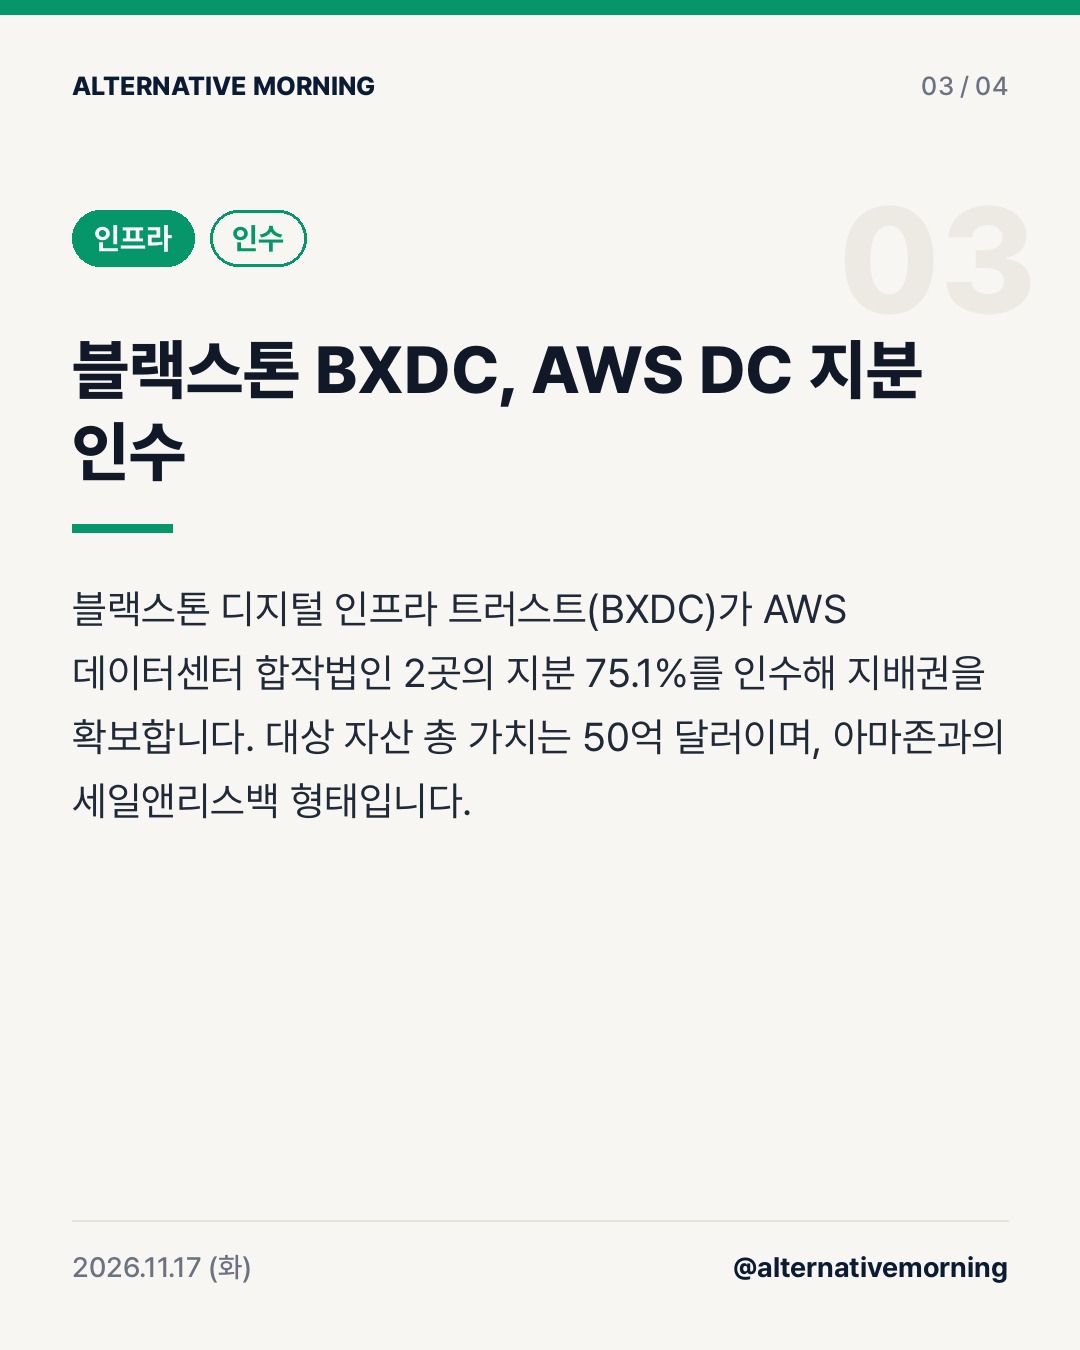 ALTERNATIVE MORNING
03 / 04
인프라
인수
03
블랙스톤 BXDC, AWS DC 지분
인수
블랙스톤 디지털 인프라 트러스트(BXDC)가 AWS
데이터센터 합작법인 2곳의 지분 75.1%를 인수해 지배권을
확보합니다. 대상 자산 총 가치는 50억 달러이며, 아마존과의
세일앤리스백 형태입니다.
2026.11.17 (화)
@alternativemorning